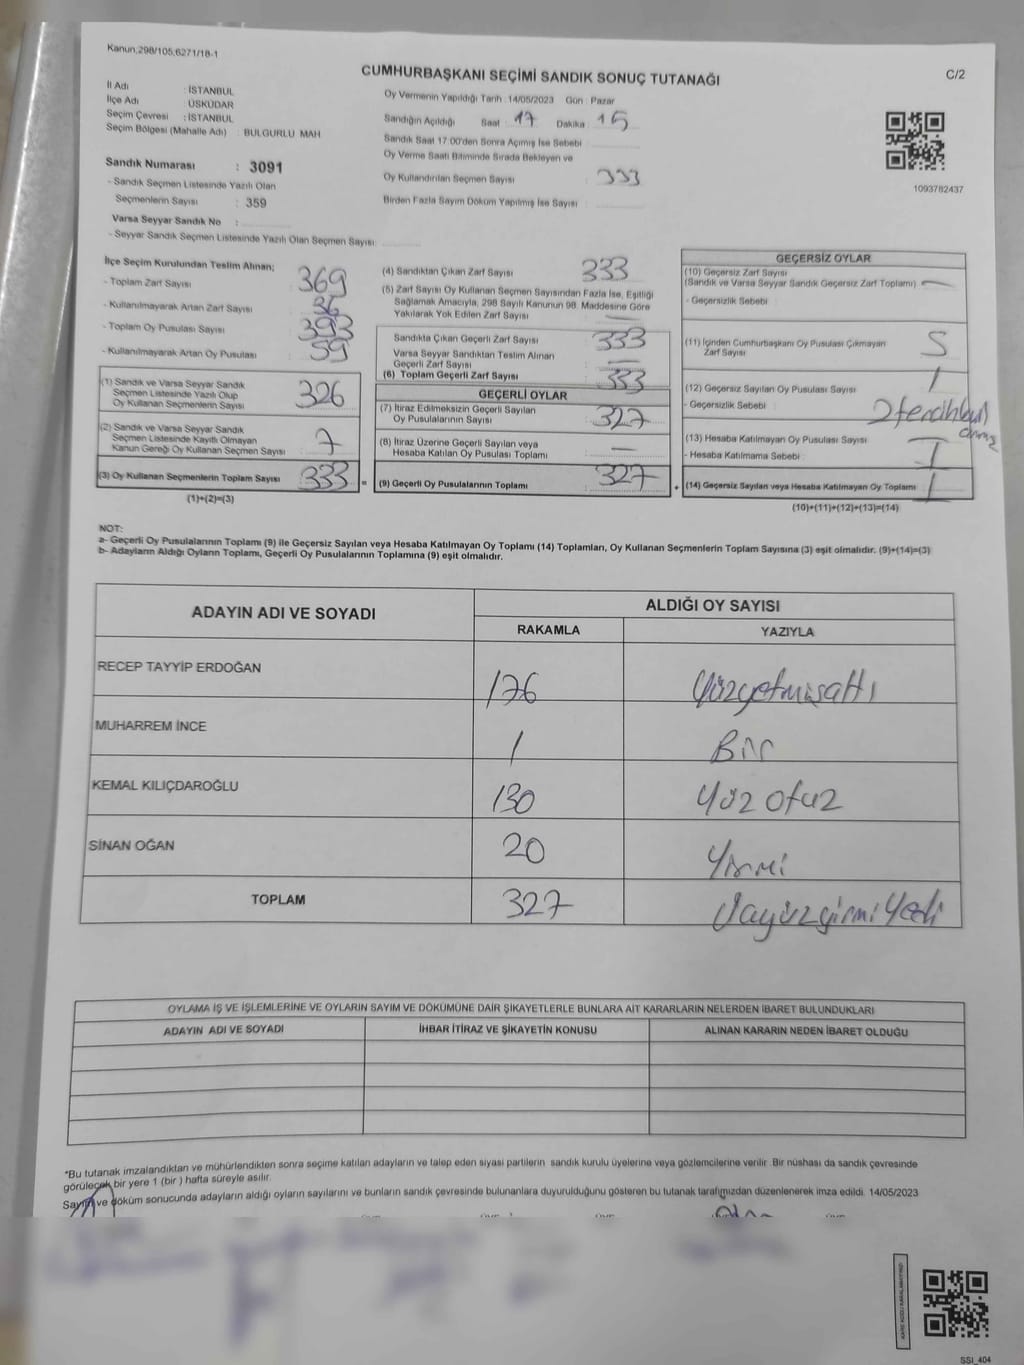 Kanun,298/105,6271/18-1
CUMHURBAŞKANI SEÇİMİ SANDIK SONUÇ TUTANAĞI
C/2
İl Adı : İSTANBUL
İlçe Adı : ÜSKÜDAR
Seçim Çevresi : İSTANBUL
Seçim Bölgesi (Mahalle Adı) : BULGURLU MAH
Sandık Numarası : 3091
- Sandık Seçmen Listesinde Yazılı Olan
Seçmenlerin Sayısı : 359
Varsa Seyyar Sandık No :
- Seyyar Sandık Seçmen Listesinde Yazılı Olan Seçmen Sayısı:
Oy Vermenin Yapıldığı Tarih :14/05/2023 Gün : Pazar
Sandığın Açıldığı Saat : 17 Dakika : 15
Sandık Saat 17:00'den Sonra Açımış İse Sebebi :
Oy Verme Saati Bitiminde Sırada Bekleyen ve
Oy Kullandırılan Seçmen Sayısı : 333
Birden Fazla Sayım Döküm Yapılmış İse Sayısı :
1093782437
İlçe Seçim Kurulundan Teslim Alınan;
- Toplam Zarf Sayısı : 369
- Kullanılmayarak Artan Zarf Sayısı : 36
- Toplam Oy Pusulası Sayısı : 393
- Kullanılmayarak Artan Oy Pusulası : 59
(1) Sandık ve Varsa Seyyar Sandık
Seçmen Listesinde Yazılı Olup
Oy Kullanan Seçmenlerin Sayısı : 326
(2) Sandık ve Varsa Seyyar Sandık
Seçmen Listesinde Kayıtlı Olmayan
Kanun Gereği Oy Kullanan Seçmen Sayısı : 7
(3) Oy Kullanan Seçmenlerin Toplam Sayısı : 333
(1)+(2)=(3)
(4) Sandıktan Çıkan Zarf Sayısı : 333
(5) Zarf Sayısı Oy Kullanan Seçmen Sayısından Fazla İse, Eşitliği
Sağlamak Amacıyla, 298 Sayılı Kanunun 98. Maddesine Göre
Yakılarak Yok Edilen Zarf Sayısı : —
Sandıkta Çıkan Geçerli Zarf Sayısı : 333
Varsa Seyyar Sandıktan Teslim Alınan
Geçerli Zarf Sayısı : —
(6) Toplam Geçerli Zarf Sayısı : 333
GEÇERLİ OYLAR
(7) İtiraz Edilmeksizin Geçerli Sayılan
Oy Pusulalarının Sayısı : 327
(8) İtiraz Üzerine Geçerli Sayılan veya
Hesaba Katılan Oy Pusulası Toplamı : —
(9) Geçerli Oy Pusulalarının Toplamı : 327
GEÇERSİZ OYLAR
(10) Geçersiz Zarf Sayısı
(Sandık ve Varsa Seyyar Sandık Geçersiz Zarf Toplamı) : —
- Geçersizlik Sebebi :
(11) İçinden Cumhurbaşkanı Oy Pusulası Çıkmayan
Zarf Sayısı : 5
(12) Geçersiz Sayılan Oy Pusulası Sayısı : 1
- Geçersizlik Sebebi :
(13) Hesaba Katılmayan Oy Pusulası Sayısı :
- Hesaba Katılmama Sebebi :
(14) Geçersiz Sayılan veya Hesaba Katılmayan Oy Toplamı :
(10)+(11)+(12)+(13)=(14)
NOT:
a- Geçerli Oy Pusulalarının Toplamı (9) ile Geçersiz Sayılan veya Hesaba Katılmayan Oy Toplamı (14) Toplamları, Oy Kullanan Seçmenlerin Toplam Sayısına (3) eşit olmalıdır. (9)+(14)=(3)
b- Adayların Aldığı Oyların Toplamı, Geçerli Oy Pusulalarının Toplamına (9) eşit olmalıdır.
ADAYIN ADI VE SOYADI
ALDIĞI OY SAYISI
RAKAMLA YAZIYLA
RECEP TAYYİP ERDOĞAN 176 Yüzyetmişaltı
MUHARREM İNCE 1 Bir
KEMAL KILIÇDAROĞLU 130 Yüz otuz
SİNAN OĞAN 20 Yirmi
TOPLAM 327 Üçyüzyirmiyedi
OYLAMA İŞ VE İŞLEMLERİNE VE OYLARIN SAYIM VE DÖKÜMÜNE DAİR ŞİKAYETLERLE BUNLARA AİT KARARLARIN NELERDEN İBARET BULUNDUKLARI
ADAYIN ADI VE SOYADI İHBAR İTİRAZ VE ŞİKAYETİN KONUSU ALINAN KARARIN NEDEN İBARET OLDUĞU
*Bu tutanak imzalandıktan ve mühürlendikten sonra seçime katılan adayların ve talep eden siyasi partilerin sandık kurulu üyelerine veya gözlemcilerine verilir. Bir nüshası da sandık çevresinde
görülecek bir yere 1 (bir) hafta süreyle asılır.
Sayım ve döküm sonucunda adayların aldığı oyların sayılarını ve bunların sandık çevresinde bulunanlara duyurulduğunu gösteren bu tutanak tarafımızdan düzenlenerek imza edildi. 14/05/2023
SSI_404